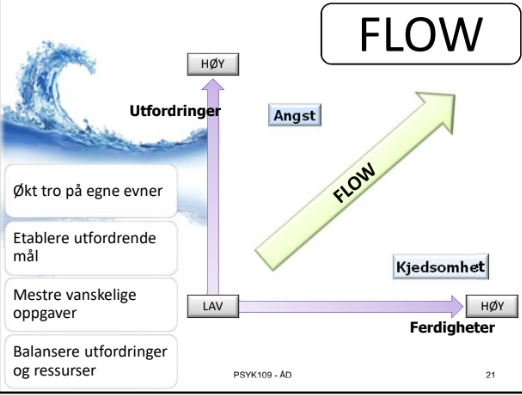 FLOW
HØY
Utfordringer
Angst
FLOW
Økt tro på egne evner
Etablere utfordrende
mål
Kjedsomhet
Mestre vanskelige
oppgaver
LAV
HØY
Ferdigheter
Balansere utfordringer
og ressurser
PSYK109 - ÅD
21